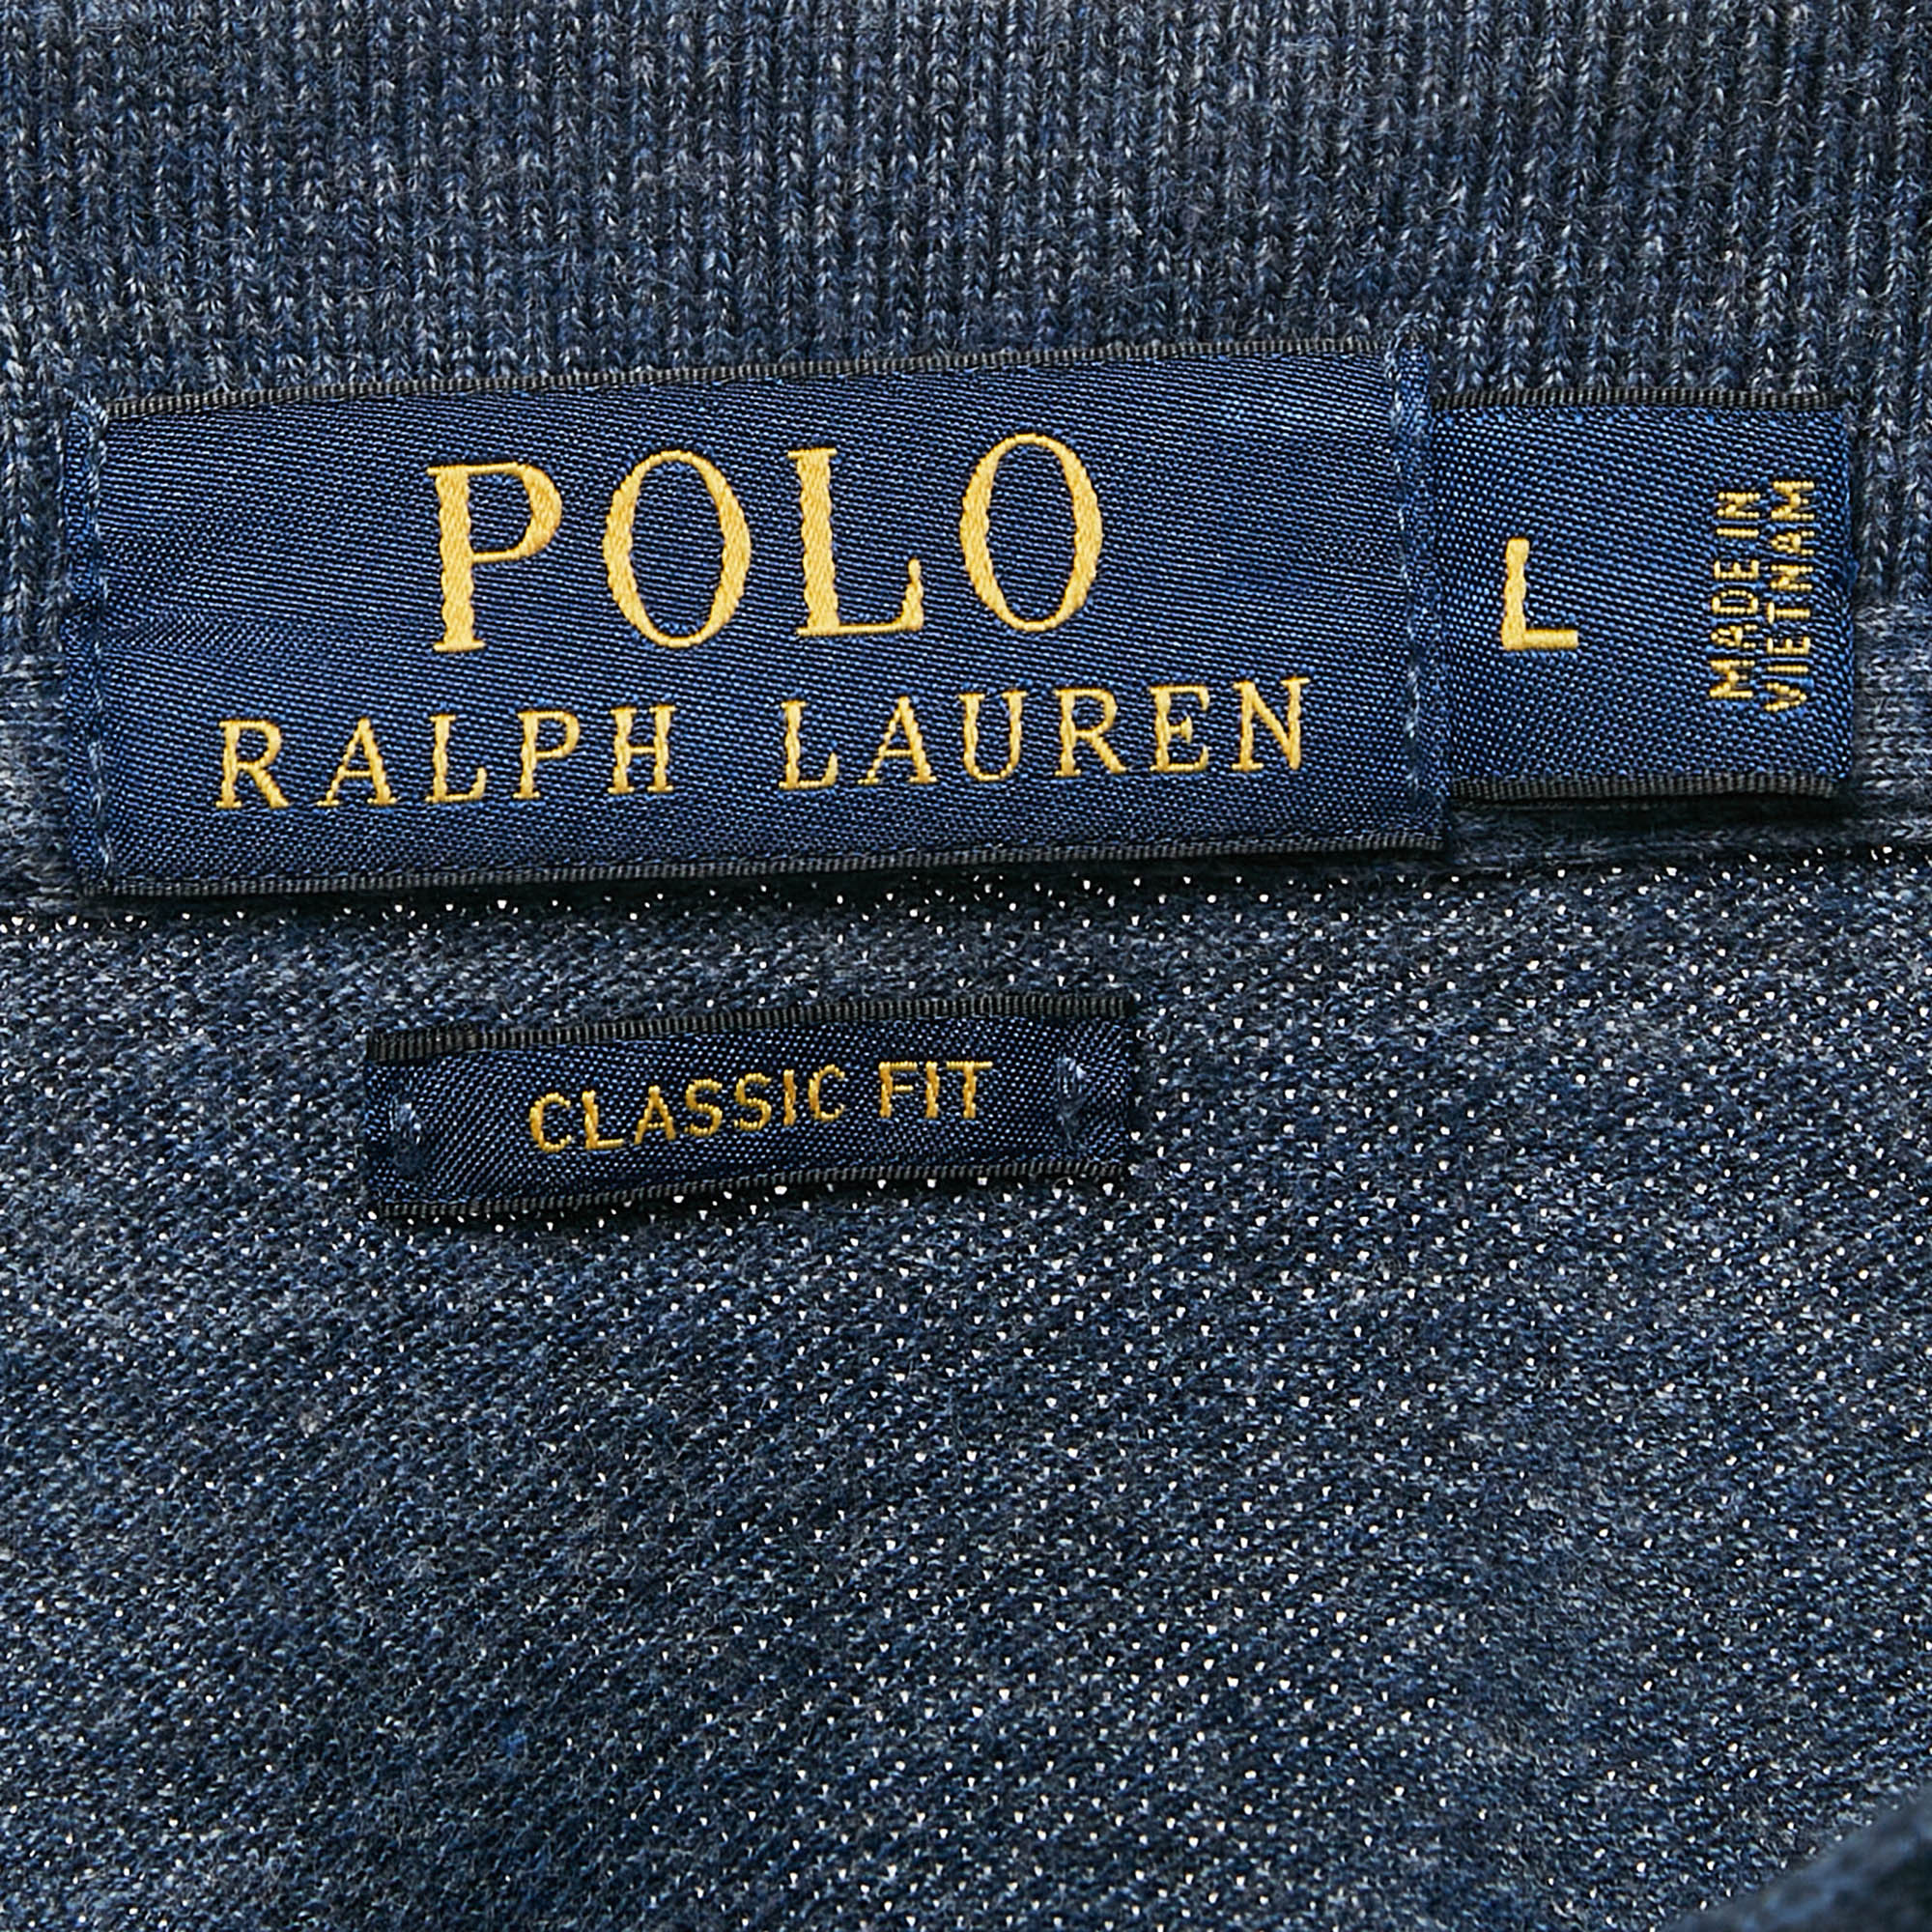 POLO
RALPH LAUREN
L
MADE IN
VIETNAM
CLASSIC FIT